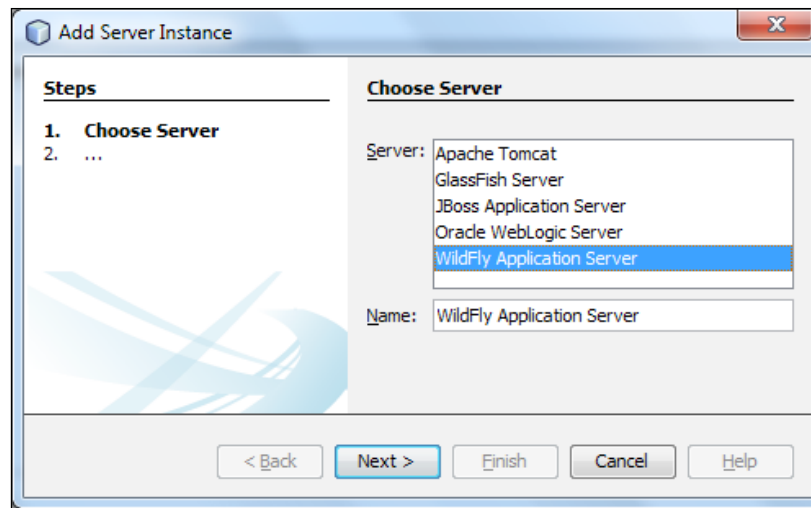 Add Server Instance
Steps
1. Choose Server
2. ...
Choose Server
Server:
Apache Tomcat
GlassFish Server
JBoss Application Server
Oracle WebLogic Server
WildFly Application Server
Name: WildFly Application Server
< Back Next > Finish Cancel Help